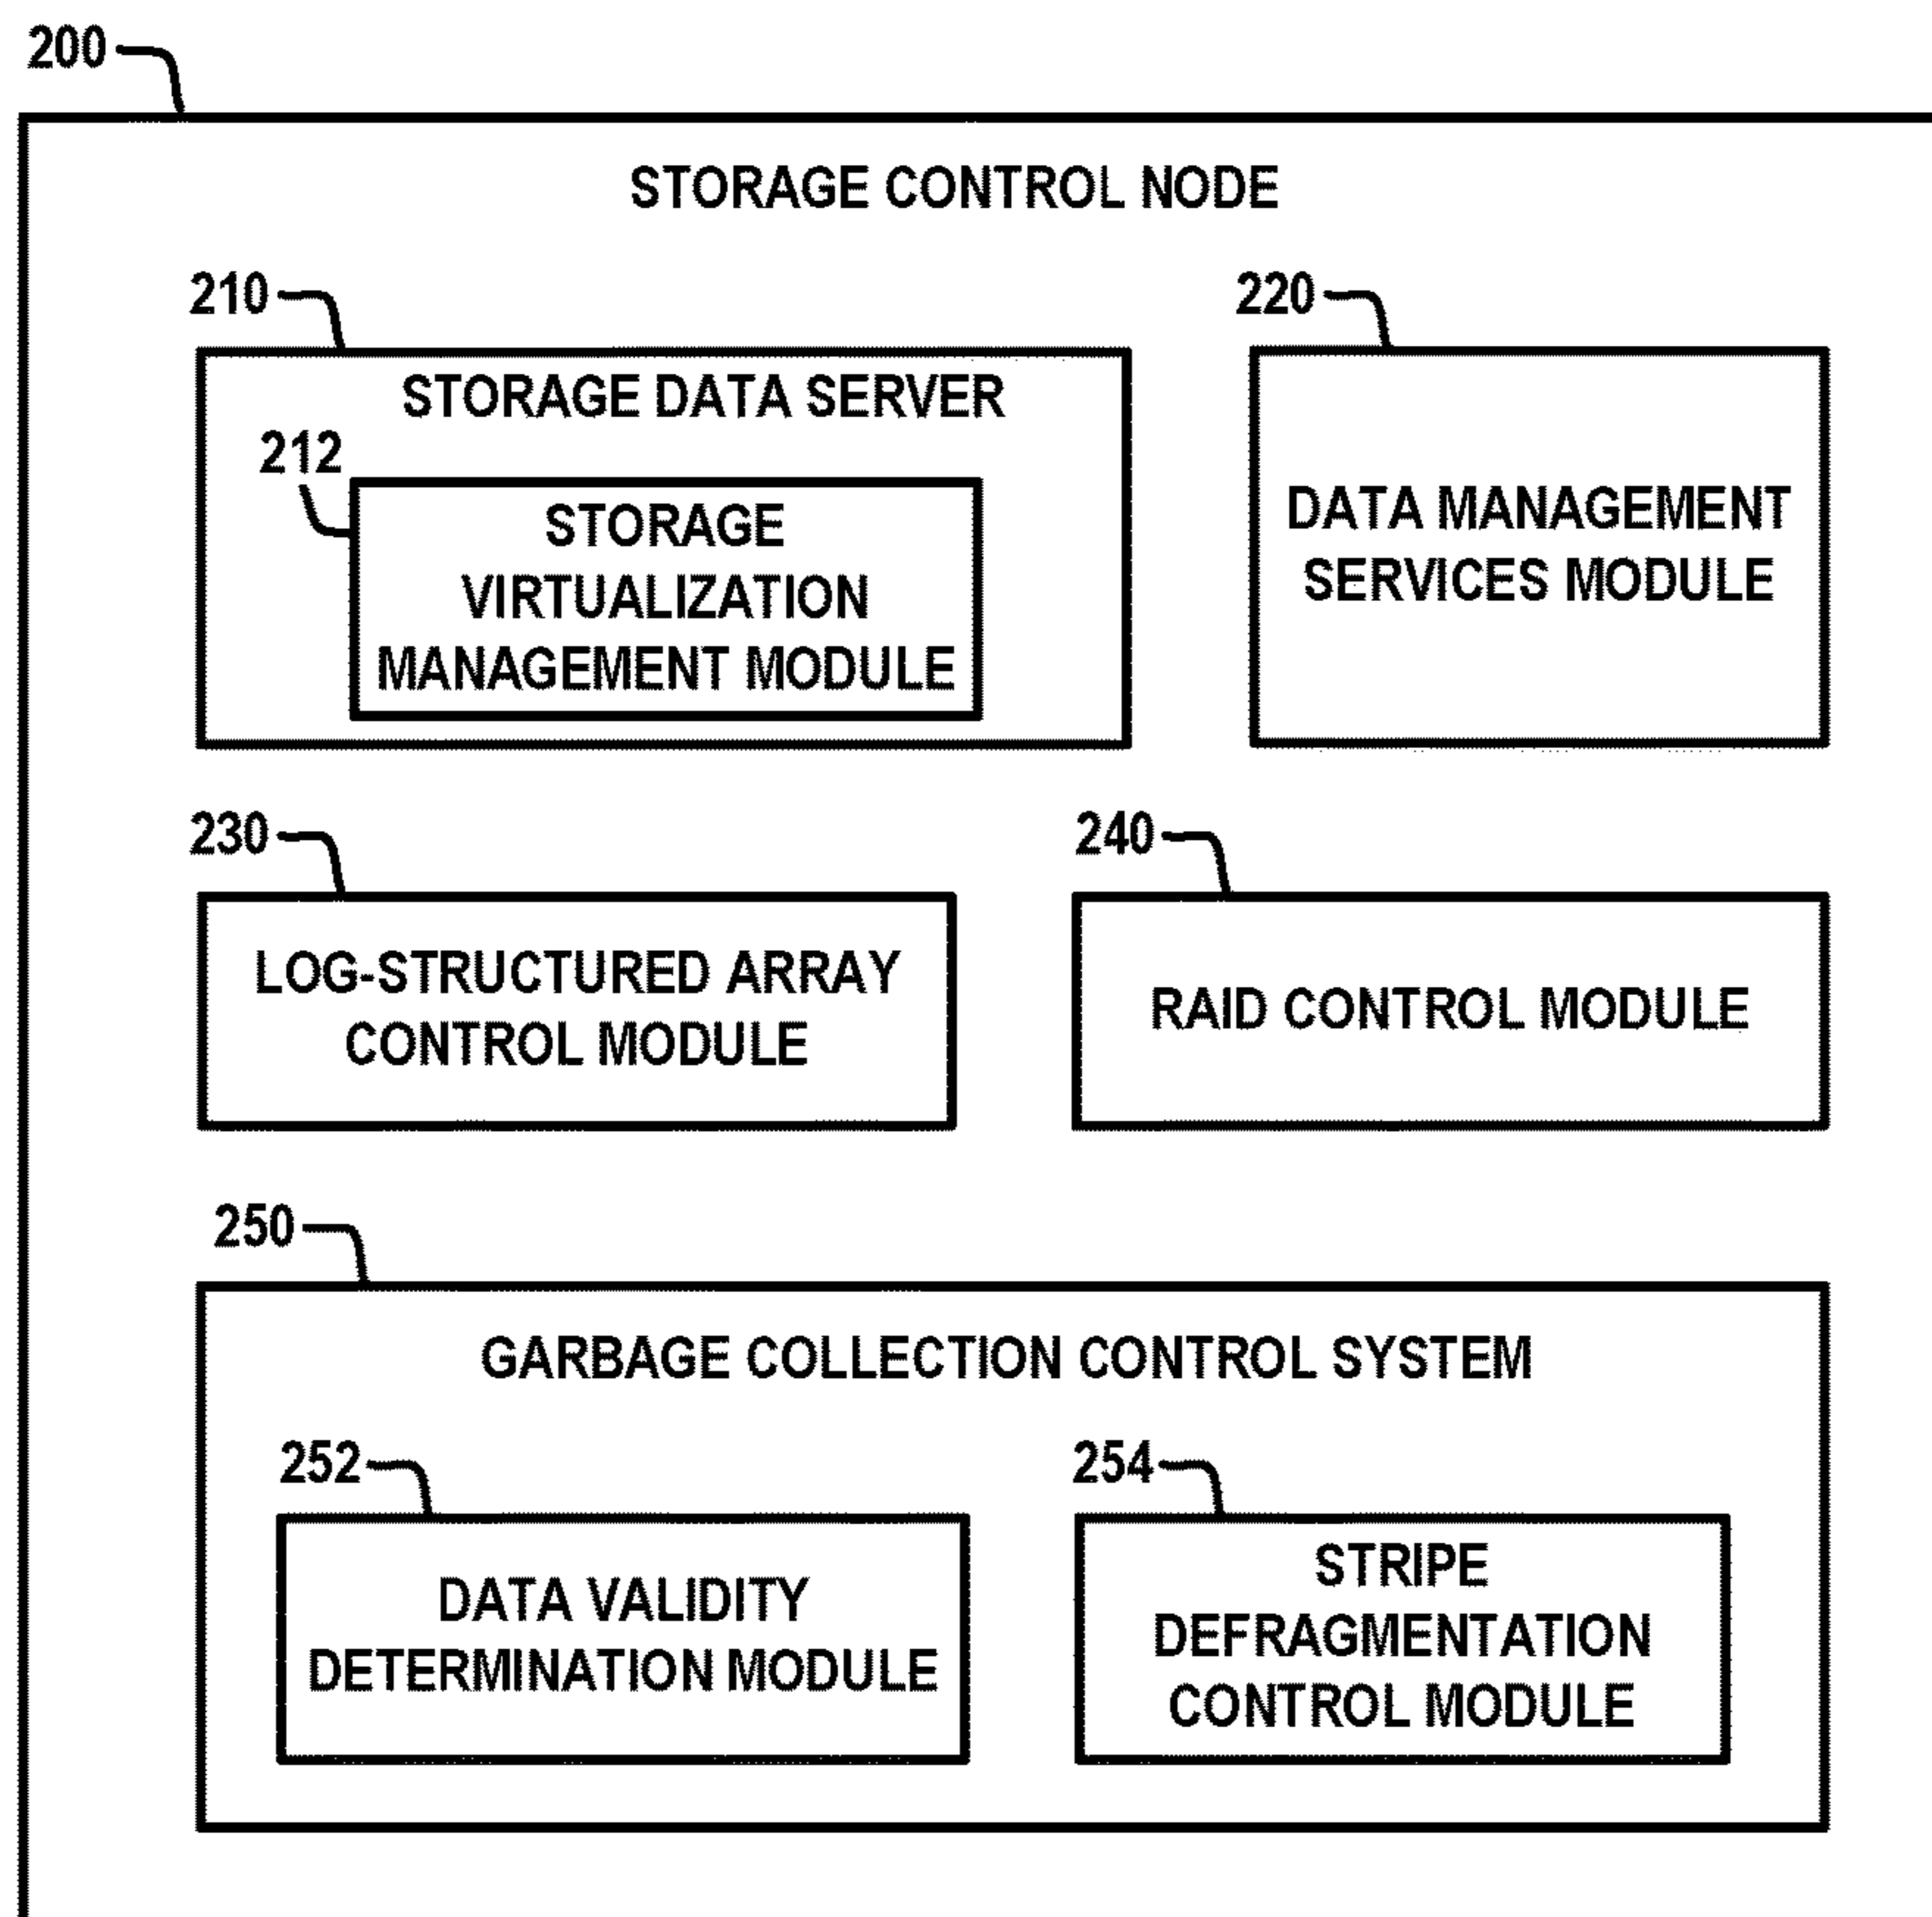 200
STORAGE CONTROL NODE
210
220
STORAGE DATA SERVER
212
STORAGE
VIRTUALIZATION
MANAGEMENT MODULE
DATA MANAGEMENT
SERVICES MODULE
230
240
LOG-STRUCTURED ARRAY
CONTROL MODULE
RAID CONTROL MODULE
250
GARBAGE COLLECTION CONTROL SYSTEM
252
254
DATA VALIDITY
DETERMINATION MODULE
STRIPE
DEFRAGMENTATION
CONTROL MODULE